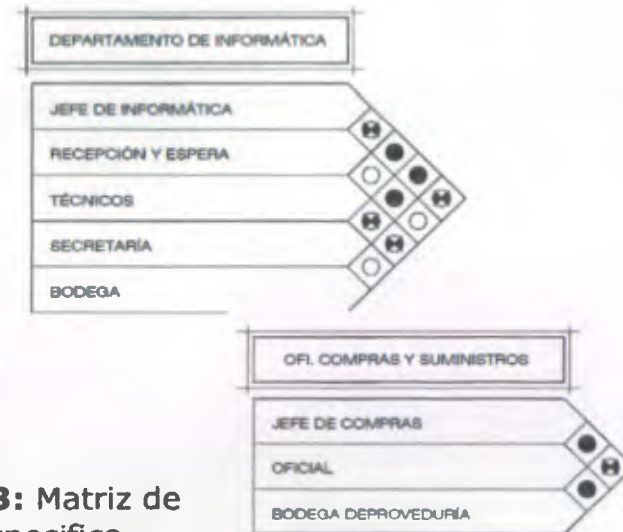 DEPARTAMENTO DE INFORMÁTICA
JEFE DE INFORMÁTICA
RECEPCIÓN Y ESPERA
TÉCNICOS
SECRETARÍA
BODEGA
OFI. COMPRAS Y SUMINISTROS
JEFE DE COMPRAS
OFICIAL
BODEGA DEPROVEDURÍA
3: Matriz de